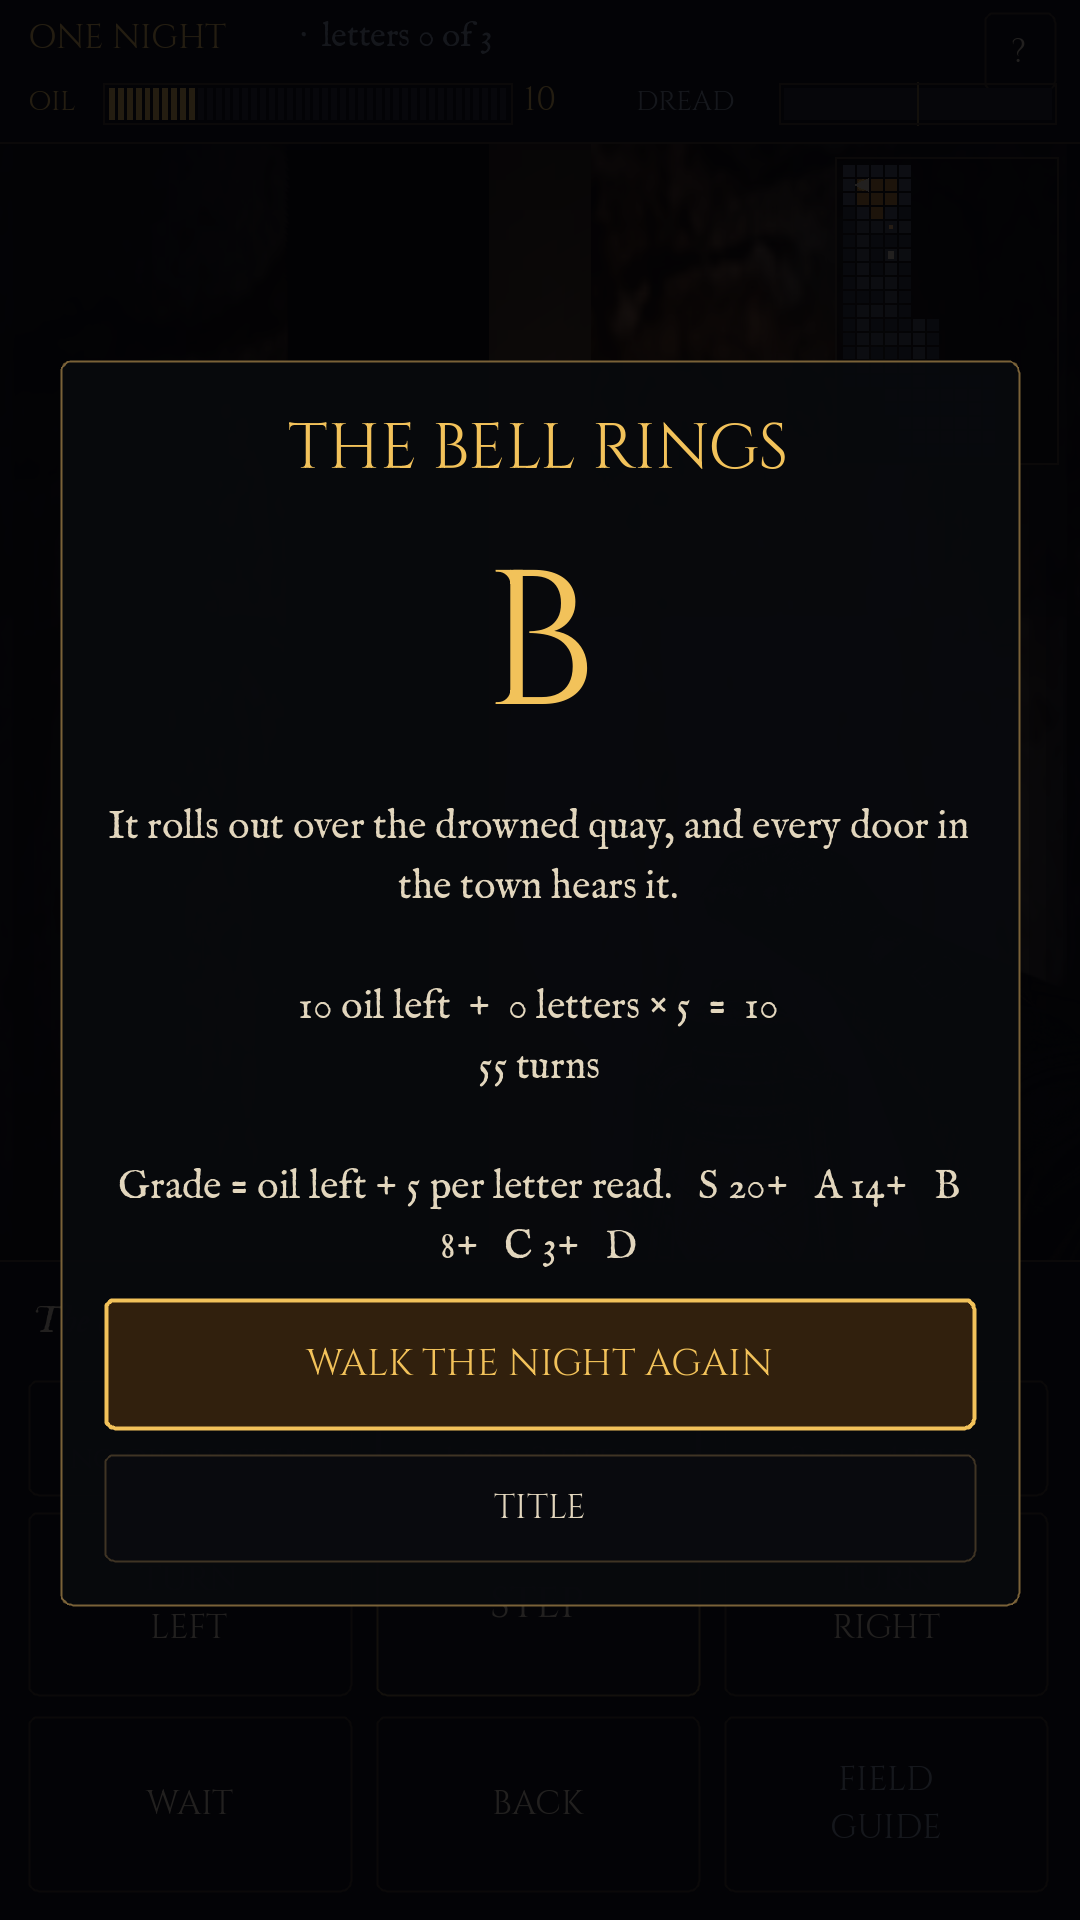 ONE NIGHT · letters 0 of 3
?
OIL 10 DREAD
THE BELL RINGS
B
It rolls out over the drowned quay, and every door in
the town hears it.
10 oil left + 0 letters × 5 = 10
55 turns
Grade = oil left + 5 per letter read. S 20+ A 14+ B
8+ C 3+ D
WALK THE NIGHT AGAIN
TITLE
LEFT STEP RIGHT
WAIT BACK FIELD
GUIDE